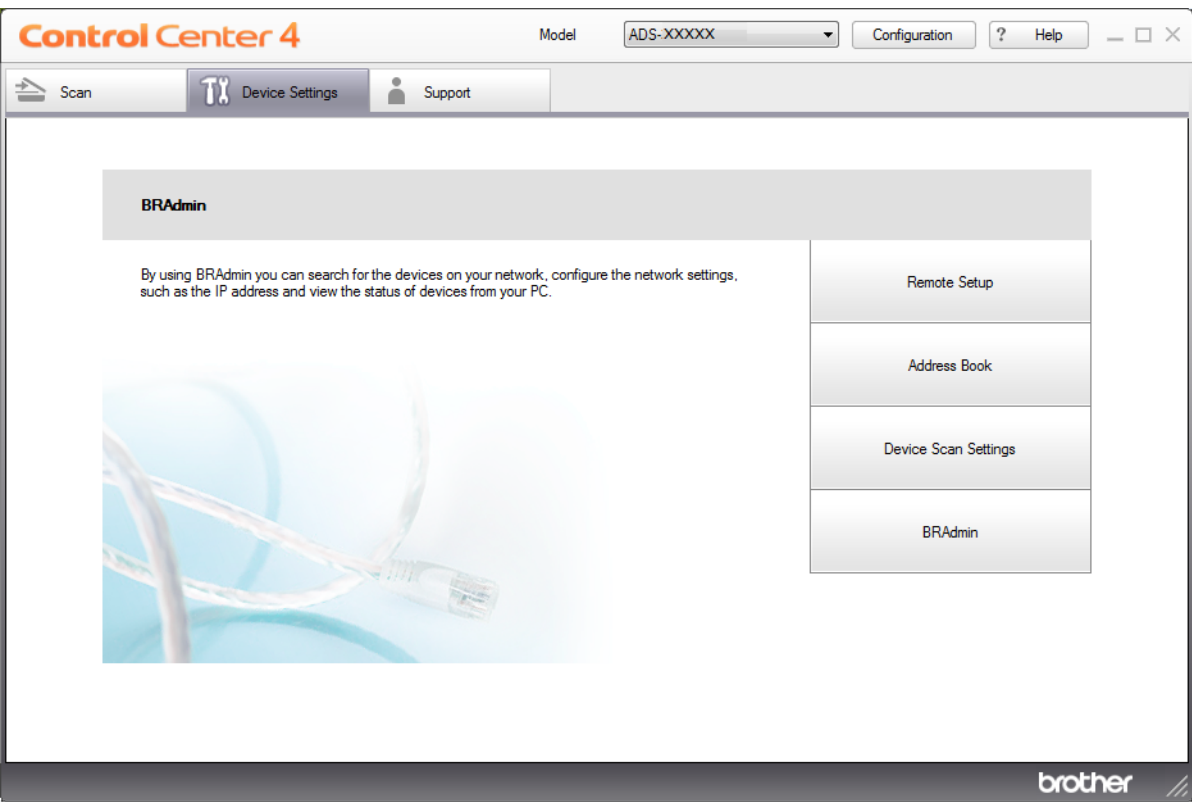 Control Center 4 Model ADS-XXXXX Configuration ? Help
Scan Device Settings Support
BRAdmin
By using BRAdmin you can search for the devices on your network, configure the network settings,
such as the IP address and view the status of devices from your PC.
Remote Setup
Address Book
Device Scan Settings
BRAdmin
brother